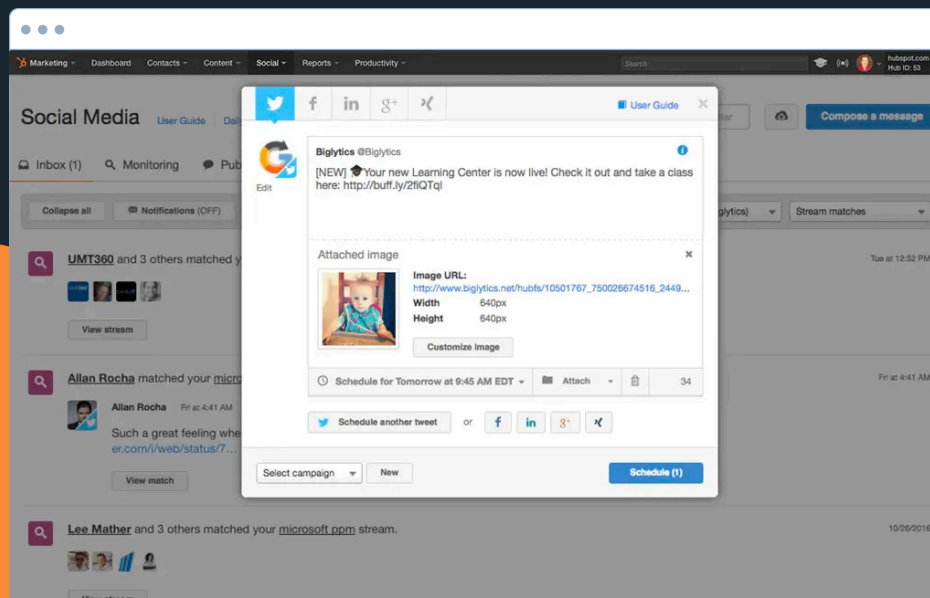 Marketing Dashboard Contacts Content Social Reports Productivity Search hubspot.com
Hub ID: 53
Social Media User Guide User Guide Compose a message
Inbox (1) Monitoring
Collapse all Notifications (OFF) Stream matches
Biglytics @Biglytics
Edit
[NEW] 🎓Your new Learning Center is now live! Check it out and take a class
here: http://buff.ly/2fiQTql
Attached image
Image URL:
http://www.biglytics.net/hubfs/10501767_750026674516_2449...
Width 640px
Height 640px
Customize Image
Schedule for Tomorrow at 9:45 AM EDT Attach 34
Schedule another tweet or
Select campaign New Schedule (1)
UMT360 and 3 others matched y
Tue at 12:52 PM
View stream
Allan Rocha matched your micro
Fri at 4:41 AM
Allan Rocha Fri at 4:41 AM
Such a great feeling whe
er.com/i/web/status/7...
View match
Lee Mather and 3 others matched your microsoft ppm stream.
10/26/2016